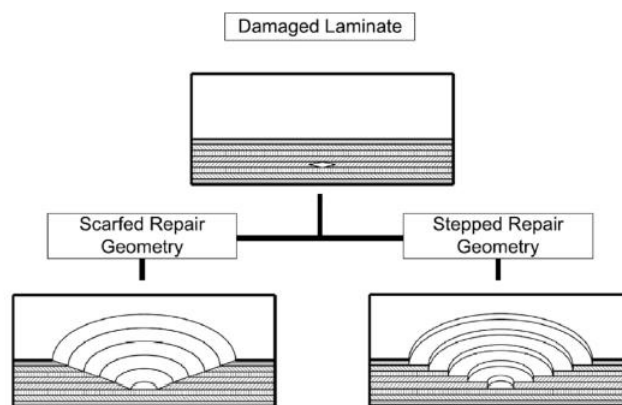 Damaged Laminate
Scarfed Repair
Geometry
Stepped Repair
Geometry